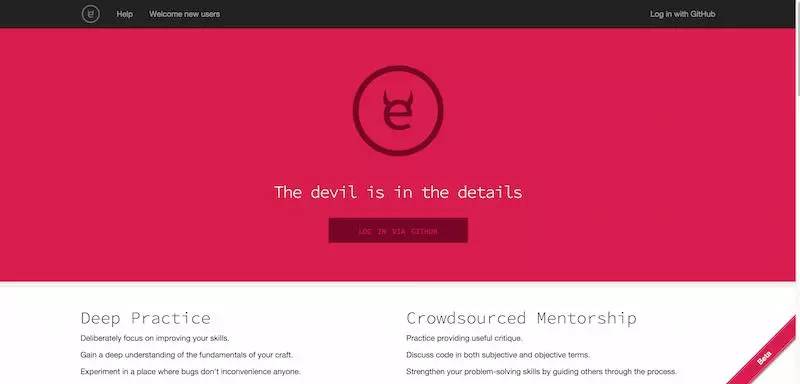 e
Help
Welcome new users
Log in with GitHub
e
The devil is in the details
LOG IN VIA GITHUB
Deep Practice
Deliberately focus on improving your skills.
Gain a deep understanding of the fundamentals of your craft.
Experiment in a place where bugs don't inconvenience anyone.
Crowdsourced Mentorship
Practice providing useful critique.
Discuss code in both subjective and objective terms.
Strengthen your problem-solving skills by guiding others through the process.
Beta